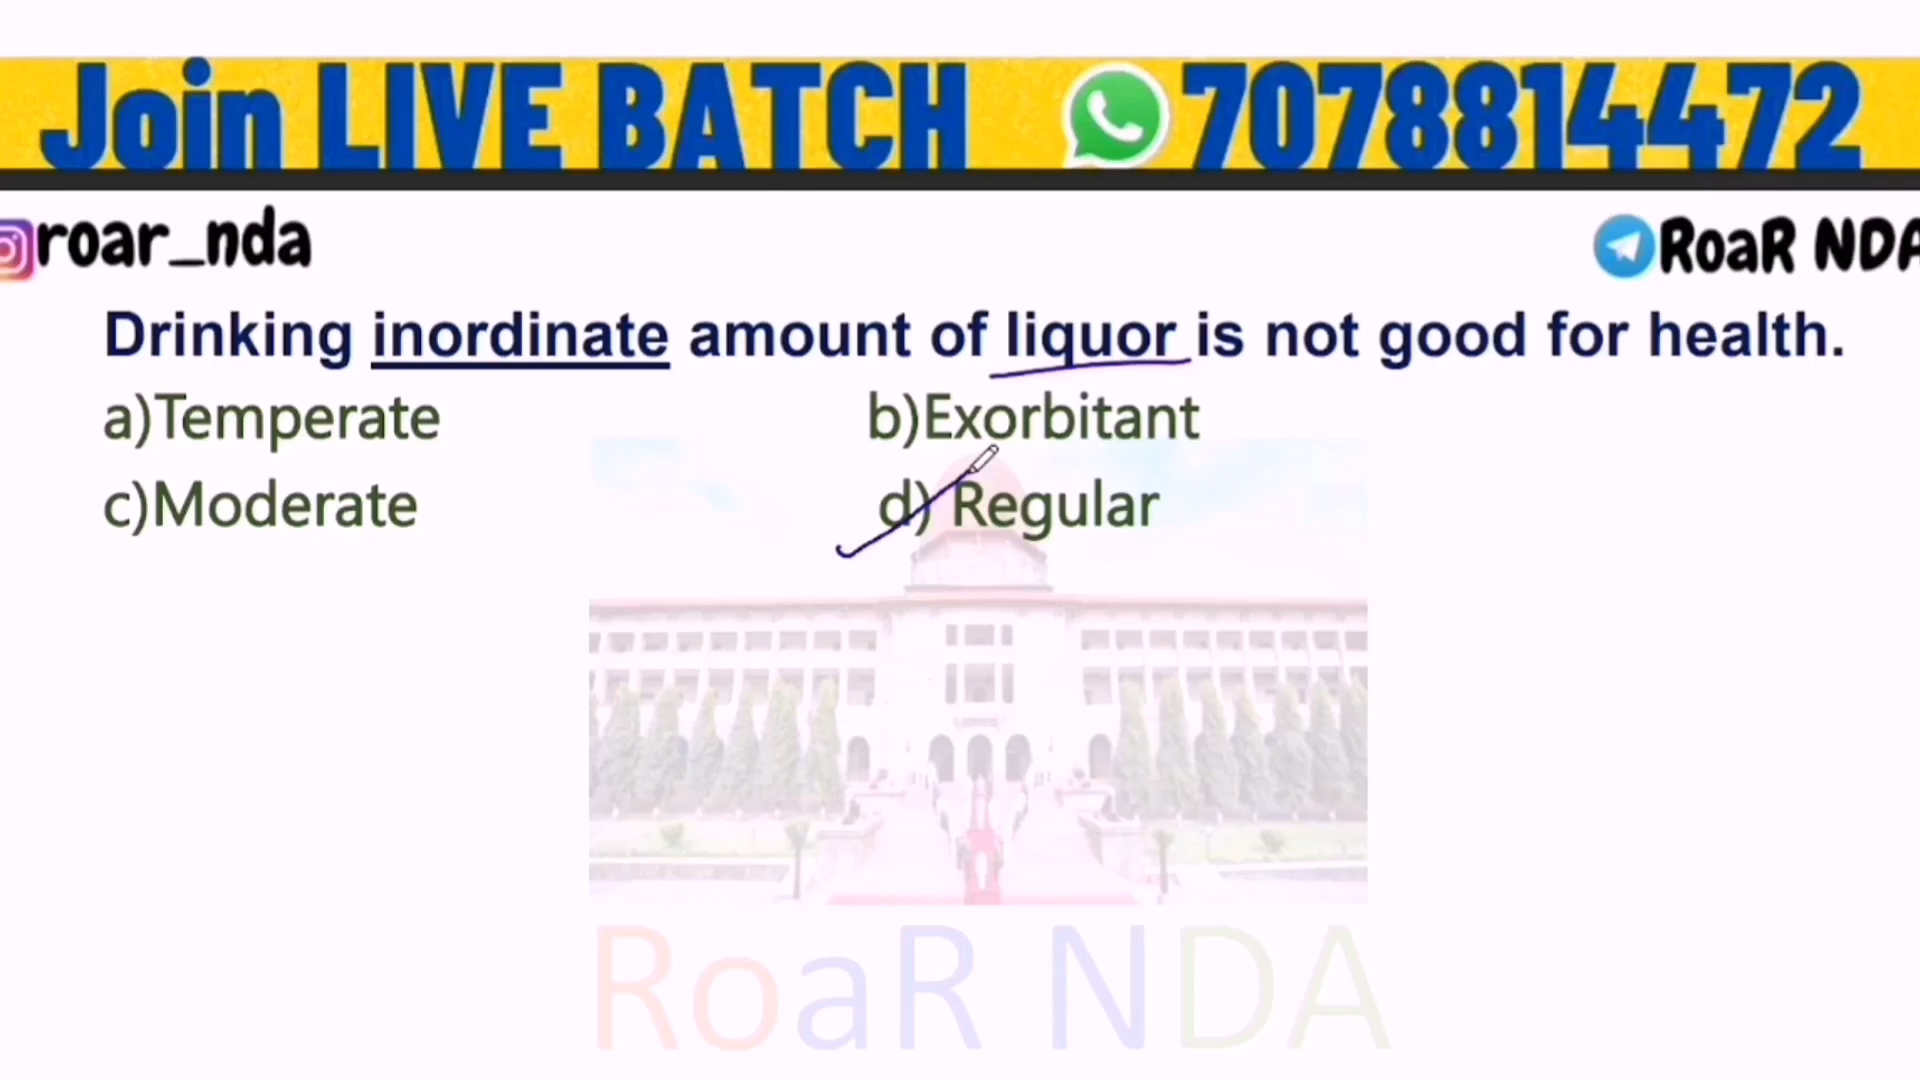 Join LIVE BATCH 7078814472
roar_nda RoaR NDA
Drinking inordinate amount of liquor is not good for health.
a)Temperate b)Exorbitant
c)Moderate d) Regular
RoaR NDA